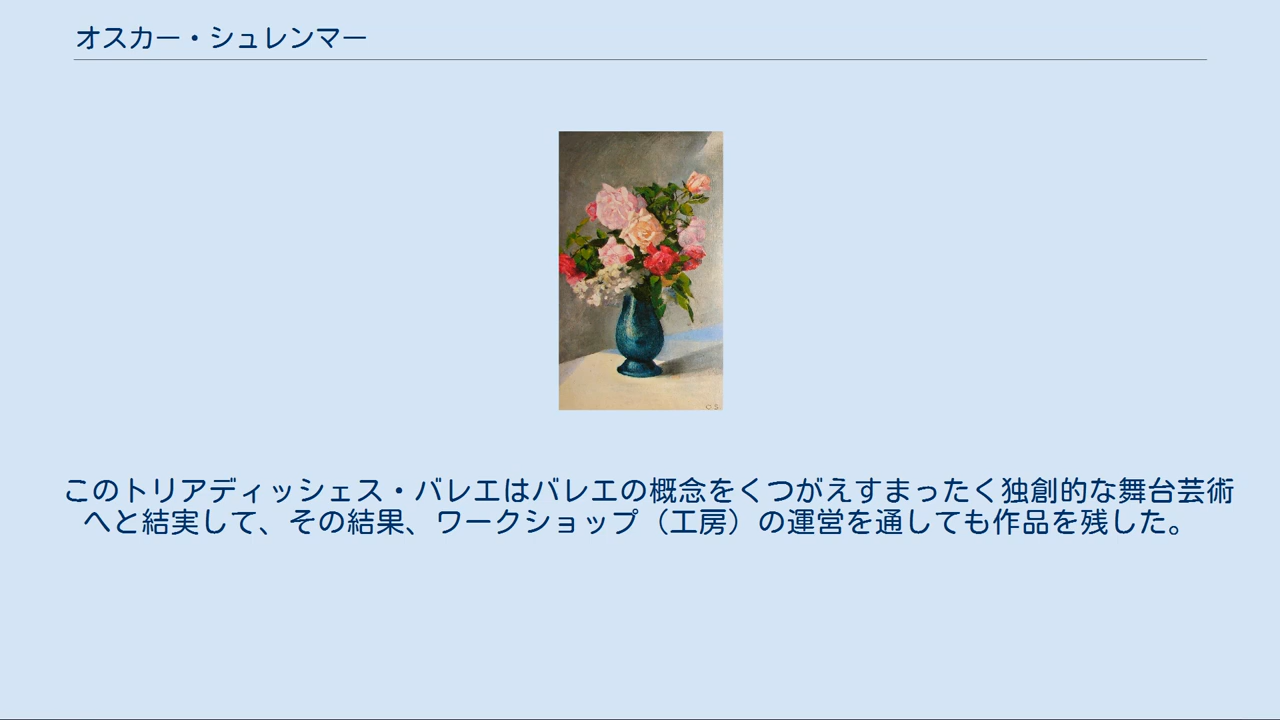 オスカー・シュレンマー
O S
このトリアディッシェス・バレエはバレエの概念をくつがえすまったく独創的な舞台芸術
へと結実して、その結果、ワークショップ（工房）の運営を通しても作品を残した。